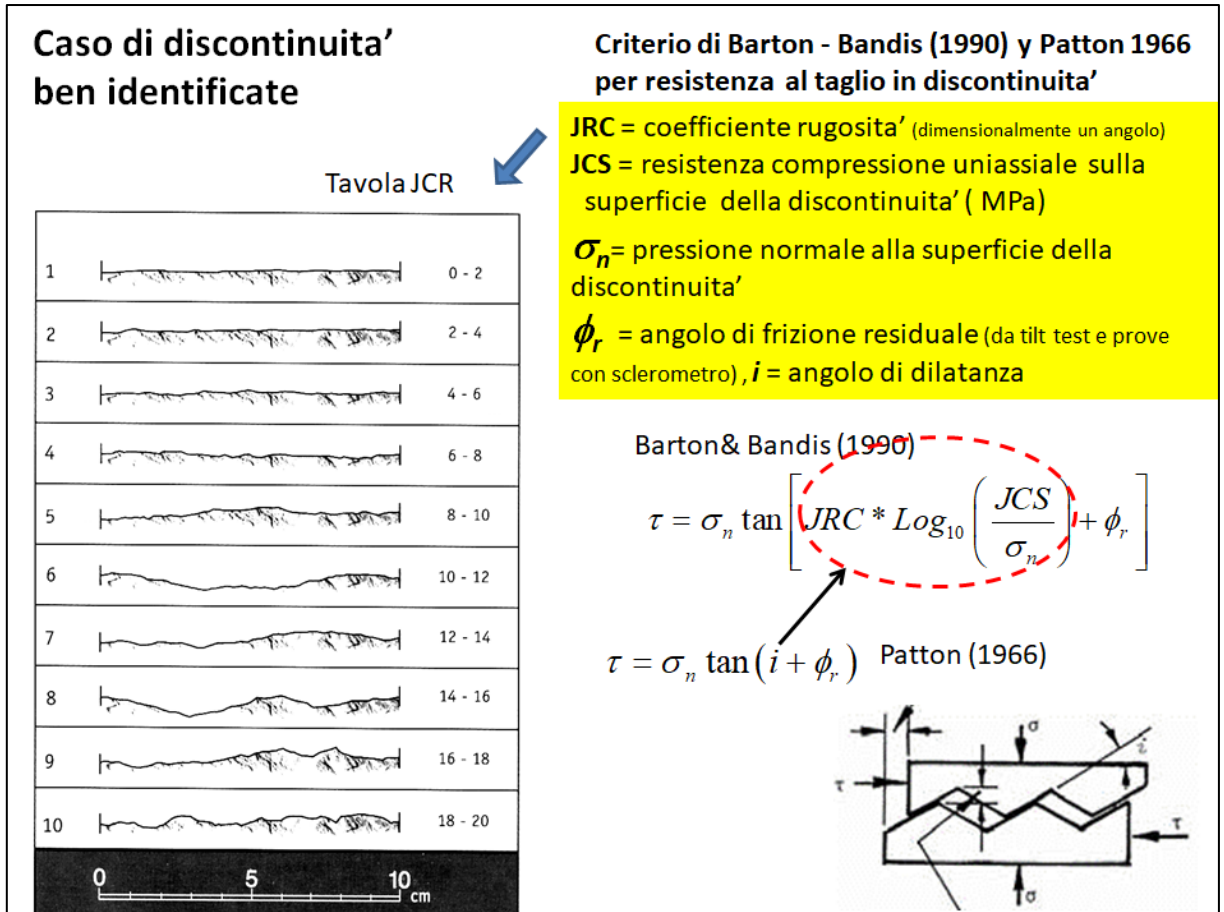 Caso di discontinuita’
ben identificate
Tavola JCR
1 0 - 2
2 2 - 4
3 4 - 6
4 6 - 8
5 8 - 10
6 10 - 12
7 12 - 14
8 14 - 16
9 16 - 18
10 18 - 20
0 5 10
cm
Criterio di Barton - Bandis (1990) y Patton 1966
per resistenza al taglio in discontinuita’
JRC = coefficiente rugosita’ (dimensionalmente un angolo)
JCS = resistenza compressione uniassiale sulla
superficie della discontinuita’ ( MPa)
σn= pressione normale alla superficie della
discontinuita’
ϕr = angolo di frizione residuale (da tilt test e prove
con sclerometro) , i = angolo di dilatanza
Barton& Bandis (1990)
τ = σn tan [ JRC * Log10 ( JCS / σn ) + ϕr ]
τ = σn tan ( i + ϕr ) Patton (1966)
σ
i
τ
τ
σ